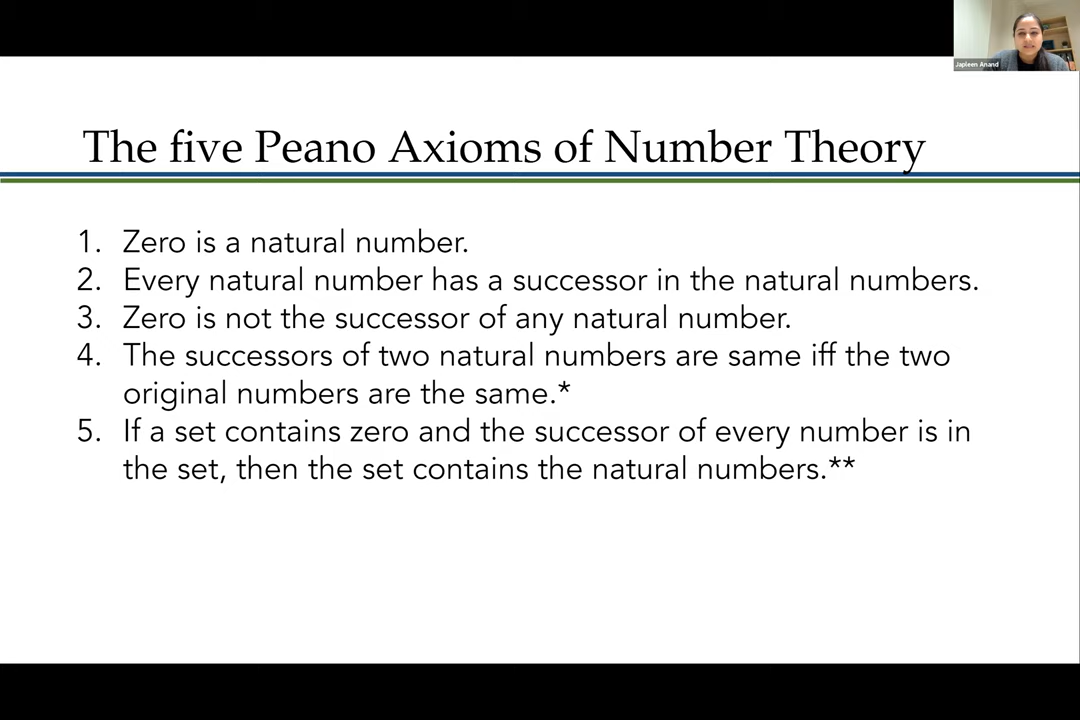 Japleen Anand
The five Peano Axioms of Number Theory
1. Zero is a natural number.
2. Every natural number has a successor in the natural numbers.
3. Zero is not the successor of any natural number.
4. The successors of two natural numbers are same iff the two
original numbers are the same.*
5. If a set contains zero and the successor of every number is in
the set, then the set contains the natural numbers.**